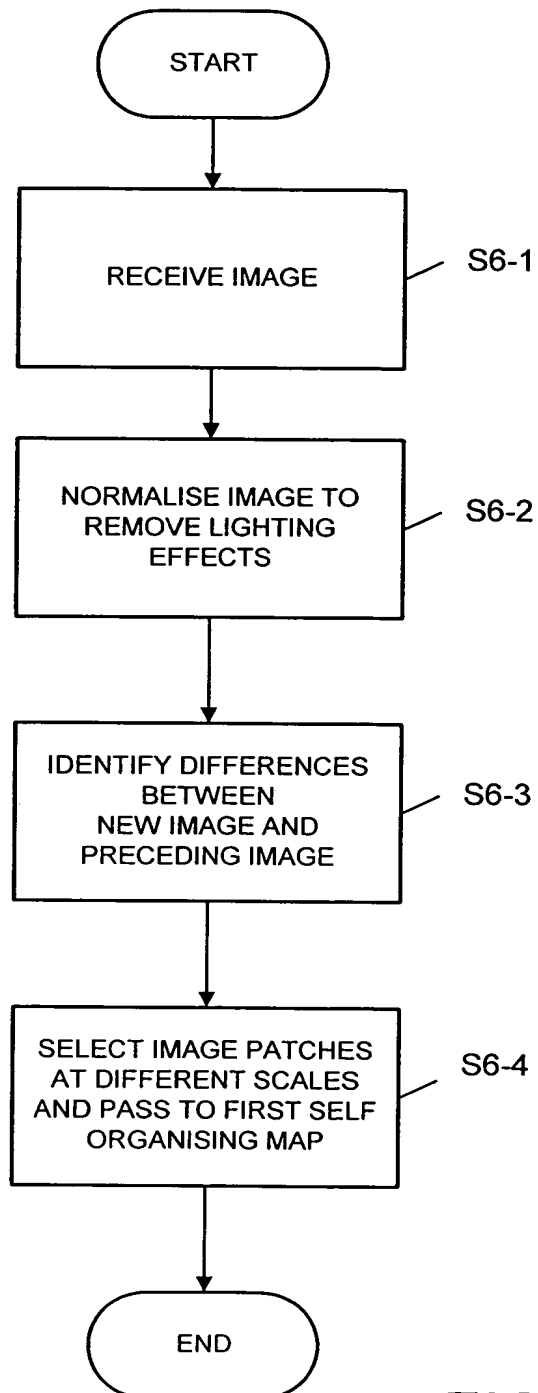 START
RECEIVE IMAGE
S6-1
NORMALISE IMAGE TO
REMOVE LIGHTING
EFFECTS
S6-2
IDENTIFY DIFFERENCES
BETWEEN
NEW IMAGE AND
PRECEDING IMAGE
S6-3
SELECT IMAGE PATCHES
AT DIFFERENT SCALES
AND PASS TO FIRST SELF
ORGANISING MAP
S6-4
END